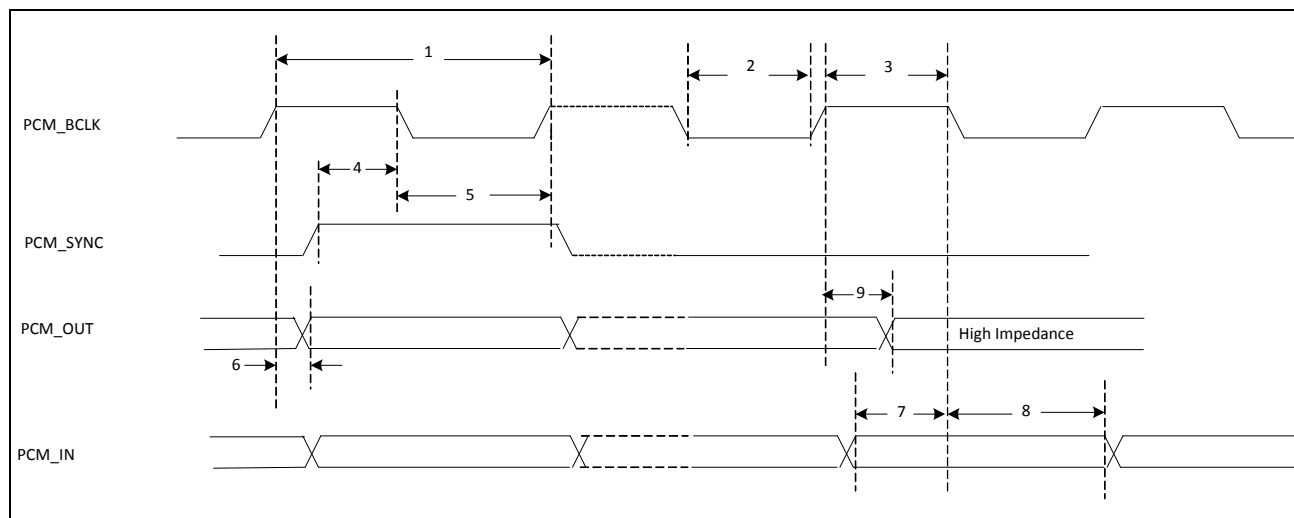 1
2
3
PCM_BCLK
4
5
PCM_SYNC
9
PCM_OUT
High Impedance
6
7
8
PCM_IN